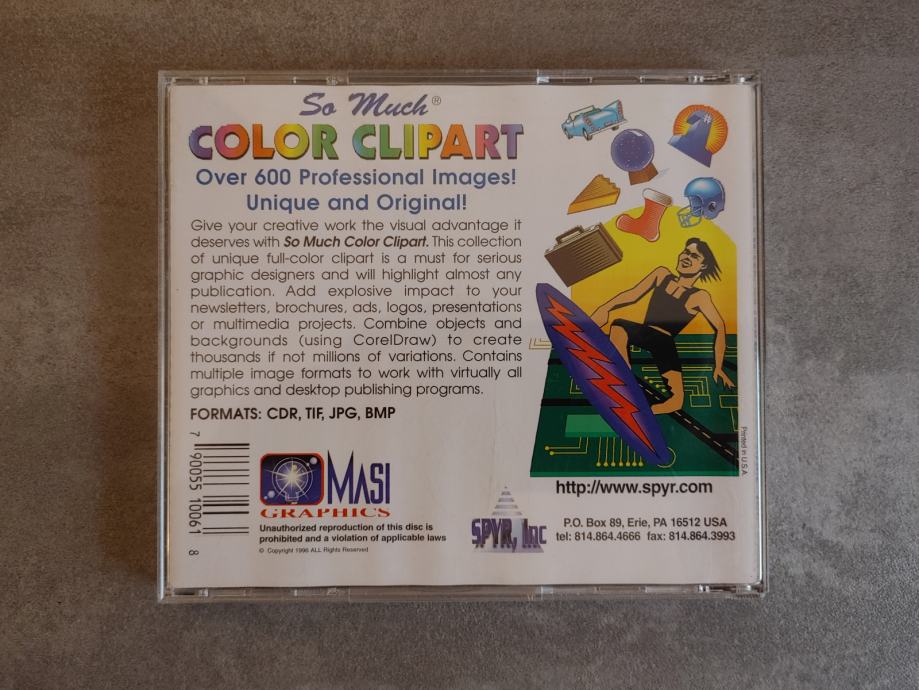 So Much®
COLOR CLIPART
Over 600 Professional Images!
Unique and Original!
Give your creative work the visual advantage it
deserves with So Much Color Clipart. This collection
of unique full-color clipart is a must for serious
graphic designers and will highlight almost any
publication. Add explosive impact to your
newsletters, brochures, ads, logos, presentations
or multimedia projects. Combine objects and
backgrounds (using CorelDraw) to create
thousands if not millions of variations. Contains
multiple image formats to work with virtually all
graphics and desktop publishing programs.
FORMATS: CDR, TIF, JPG, BMP
7 90055 10061 8
MASI
GRAPHICS
Unauthorized reproduction of this disc is
prohibited and a violation of applicable laws
© Copyright 1996 ALL Rights Reserved
SPYR, Inc
http://www.spyr.com
P.O. Box 89, Erie, PA 16512 USA
tel: 814.864.4666 fax: 814.864.3993
Printed in U.S.A.
#1